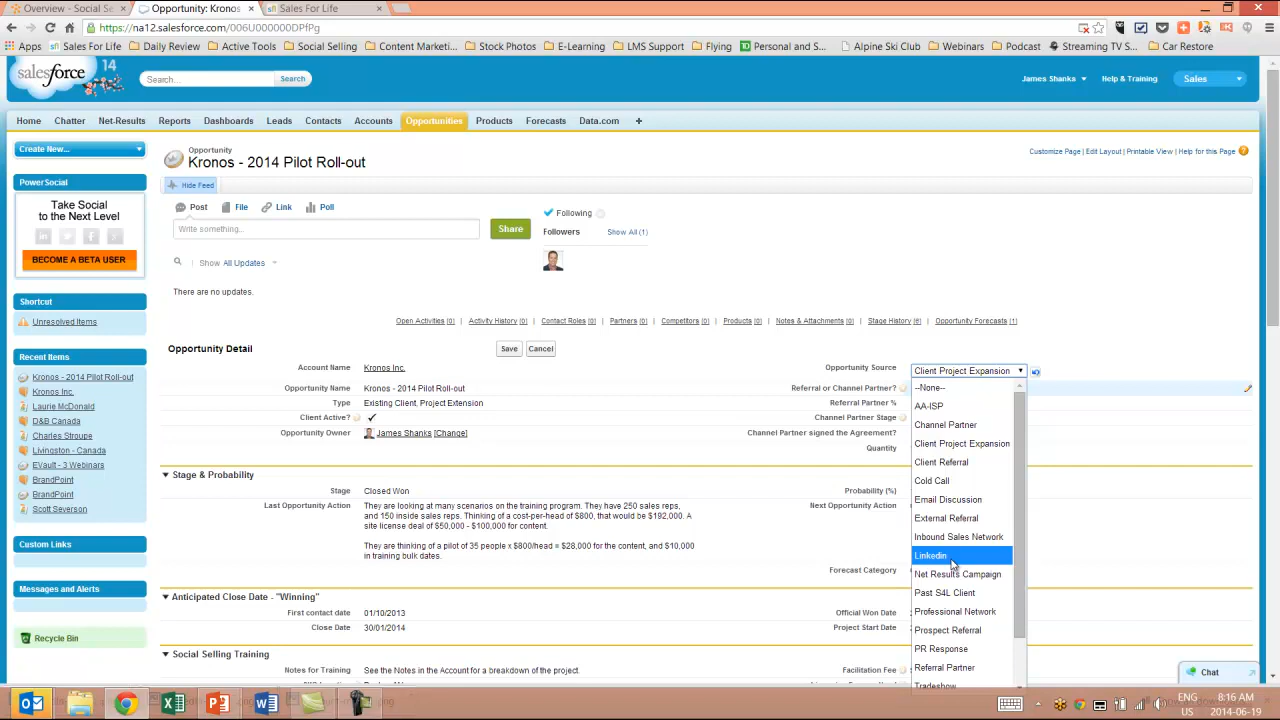 Overview - Social Se
Opportunity: Kronos
Sales For Life
https://na12.salesforce.com/006U000000DPfPg
Apps
Sales For Life
Daily Review
Active Tools
Social Selling
Content Marketi...
Stock Photos
E-Learning
LMS Support
Flying
Personal and S...
Alpine Ski Club
Webinars
Podcast
Streaming TV S...
Car Restore
salesforce
14
Search...
Search
James Shanks
Help & Training
Sales
Home
Chatter
Net-Results
Reports
Dashboards
Leads
Contacts
Accounts
Opportunities
Products
Forecasts
Data.com
+
Create New...
PowerSocial
Take Social
to the Next Level
BECOME A BETA USER
Shortcut
Unresolved Items
Recent Items
Kronos - 2014 Pilot Roll-out
Kronos Inc.
Laurie McDonald
D&B Canada
Charles Stroupe
Livingston - Canada
EVault - 3 Webinars
BrandPoint
BrandPoint
Scott Severson
Custom Links
Messages and Alerts
Recycle Bin
Opportunity
Kronos - 2014 Pilot Roll-out
Customize Page | Edit Layout | Printable View | Help for this Page
Hide Feed
Post
File
Link
Poll
Write something...
Share
Following
Followers
Show All (1)
Show All Updates
There are no updates.
Open Activities [0] | Activity History [0] | Contact Roles [0] | Partners [0] | Competitors [0] | Products [0] | Notes & Attachments [0] | Stage History [6] | Opportunity Forecasts [1]
Opportunity Detail
Save
Cancel
Account Name Kronos Inc.
Opportunity Name Kronos - 2014 Pilot Roll-out
Type Existing Client, Project Extension
Client Active?
Opportunity Owner James Shanks [Change]
Opportunity Source
Referral or Channel Partner?
Referral Partner %
Channel Partner Stage
Channel Partner signed the Agreement?
Quantity
Client Project Expansion
--None--
AA-ISP
Channel Partner
Client Project Expansion
Client Referral
Cold Call
Email Discussion
External Referral
Inbound Sales Network
Linkedin
Net Results Campaign
Past S4L Client
Professional Network
Prospect Referral
PR Response
Referral Partner
Tradeshow
Stage & Probability
Stage Closed Won
Last Opportunity Action They are looking at many scenarios on the training program. They have 250 sales reps,
and 150 inside sales reps. Thinking of a cost-per-head of $800, that would be $192,000. A
site license deal of $50,000 - $100,000 for content.
They are thinking of a pilot of 35 people x $800/head = $28,000 for the content, and $10,000
in training bulk dates.
Probability (%)
Next Opportunity Action
Forecast Category
Anticipated Close Date - "Winning"
First contact date 01/10/2013
Close Date 30/01/2014
Official Won Date
Project Start Date
Social Selling Training
Notes for Training See the Notes in the Account for a breakdown of the project.
Facilitation Fee
Chat
ENG
US
8:16 AM
2014-06-19